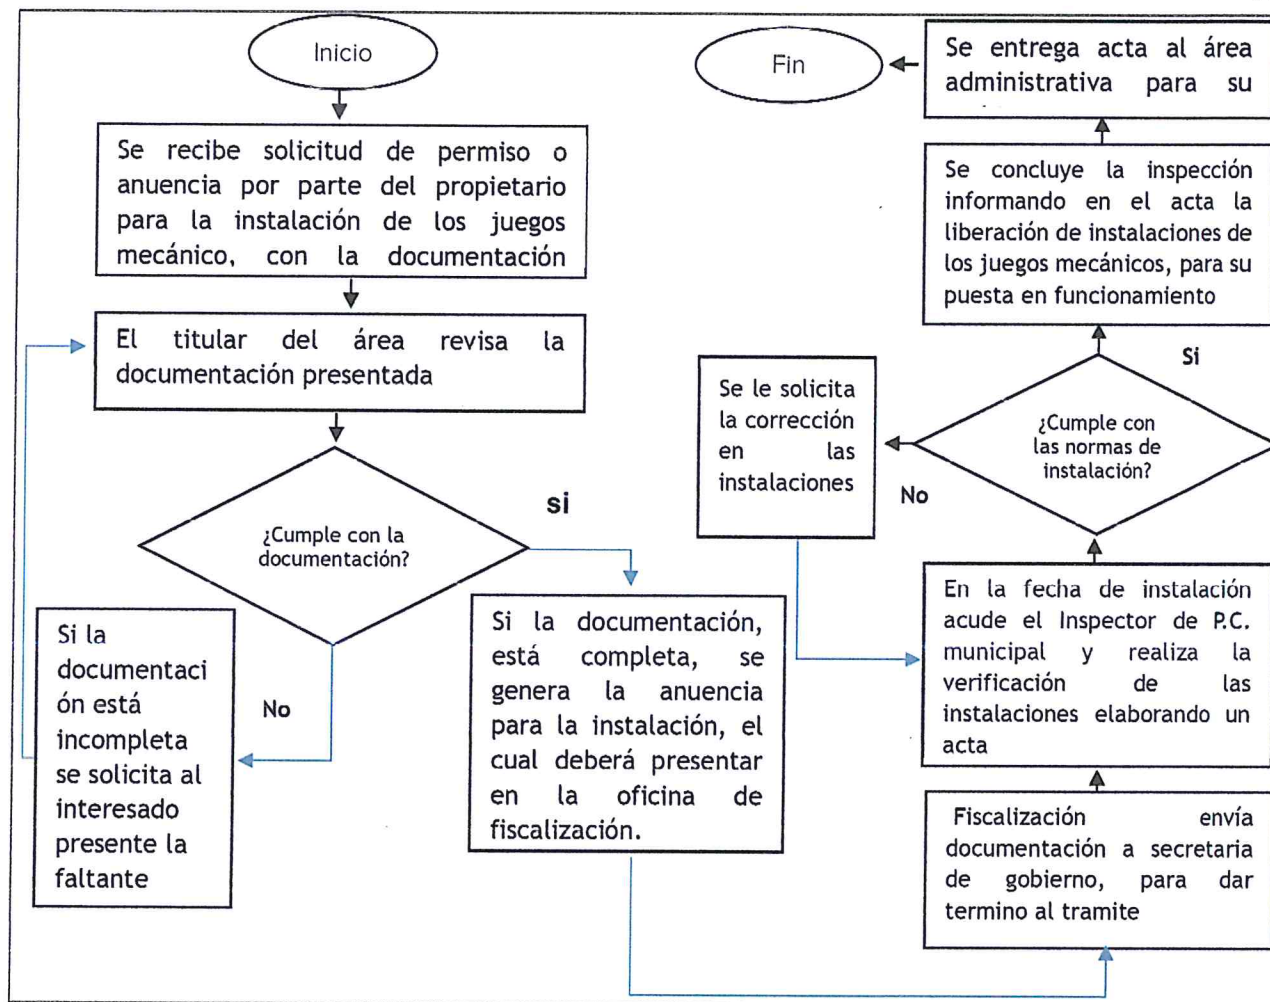 Inicio
Se recibe solicitud de permiso o
anuencia por parte del propietario
para la instalación de los juegos
mecánico, con la documentación
El titular del área revisa la
documentación presentada
¿Cumple con la
documentación?
si
No
Si la
documentaci
ón está
incompleta
se solicita al
interesado
presente la
faltante
Si la documentación,
está completa, se
genera la anuencia
para la instalación, el
cual deberá presentar
en la oficina de
fiscalización.
Fiscalización envía
documentación a secretaria
de gobierno, para dar
termino al tramite
En la fecha de instalación
acude el Inspector de P.C.
municipal y realiza la
verificación de las
instalaciones elaborando un
acta
¿Cumple con
las normas de
instalación?
No
Se le solicita
la corrección
en las
instalaciones
Si
Se concluye la inspección
informando en el acta la
liberación de instalaciones de
los juegos mecánicos, para su
puesta en funcionamiento
Se entrega acta al área
administrativa para su
Fin